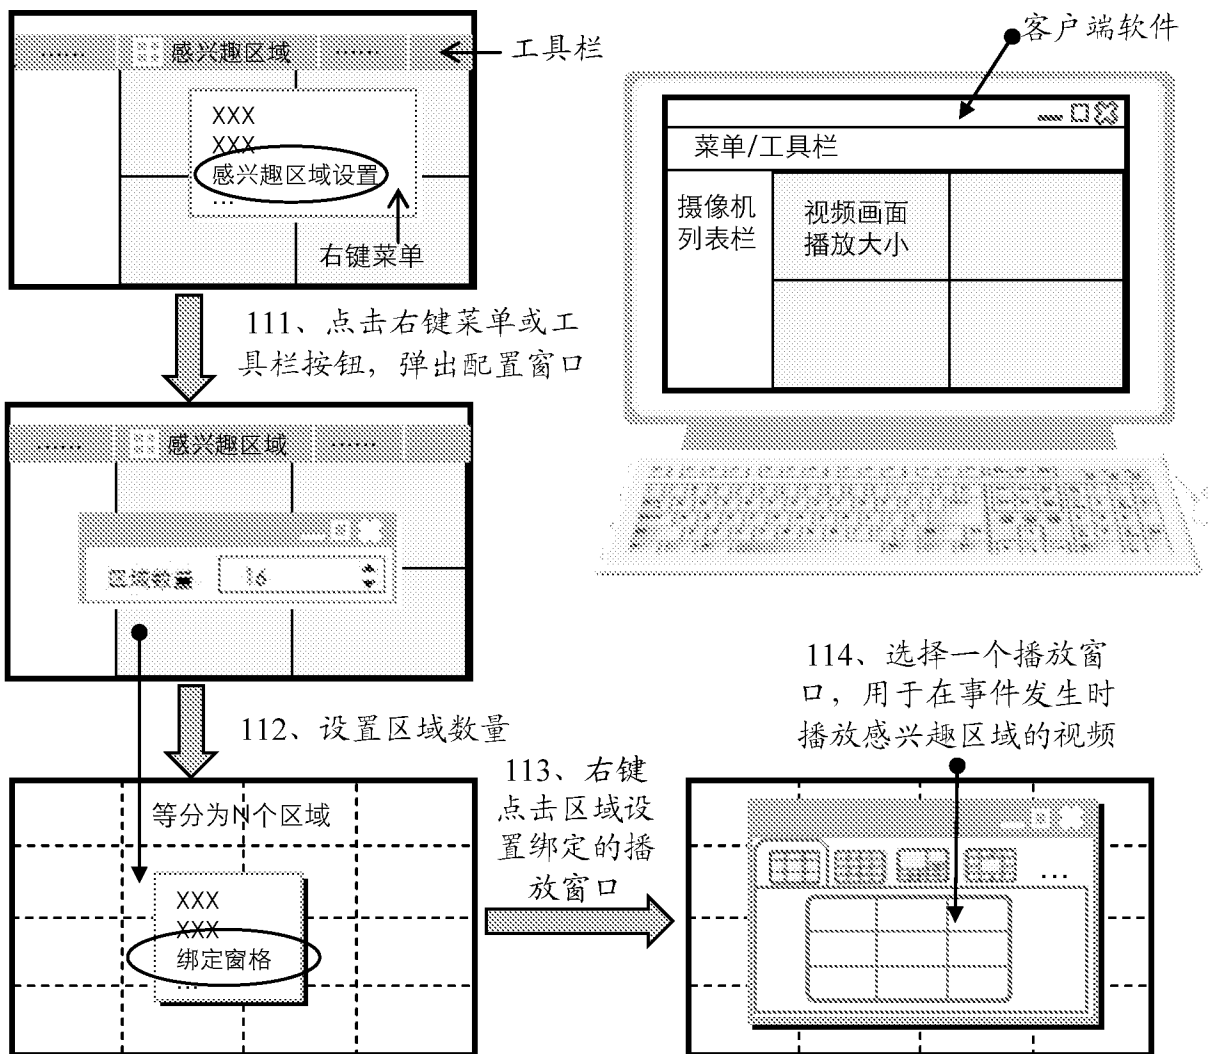 …… 感兴趣区域 ……
工具栏
XXX
XXX
感兴趣区域设置
...
右键菜单
客户端软件
菜单/工具栏
摄像机
列表栏
视频画面
播放大小
111、点击右键菜单或工
具栏按钮，弹出配置窗口
…… 感兴趣区域 ……
区域数量 16
112、设置区域数量
等分为N个区域
XXX
XXX
绑定窗格
...
113、右键
点击区域设
置绑定的播
放窗口
114、选择一个播放窗
口，用于在事件发生时
播放感兴趣区域的视频
...